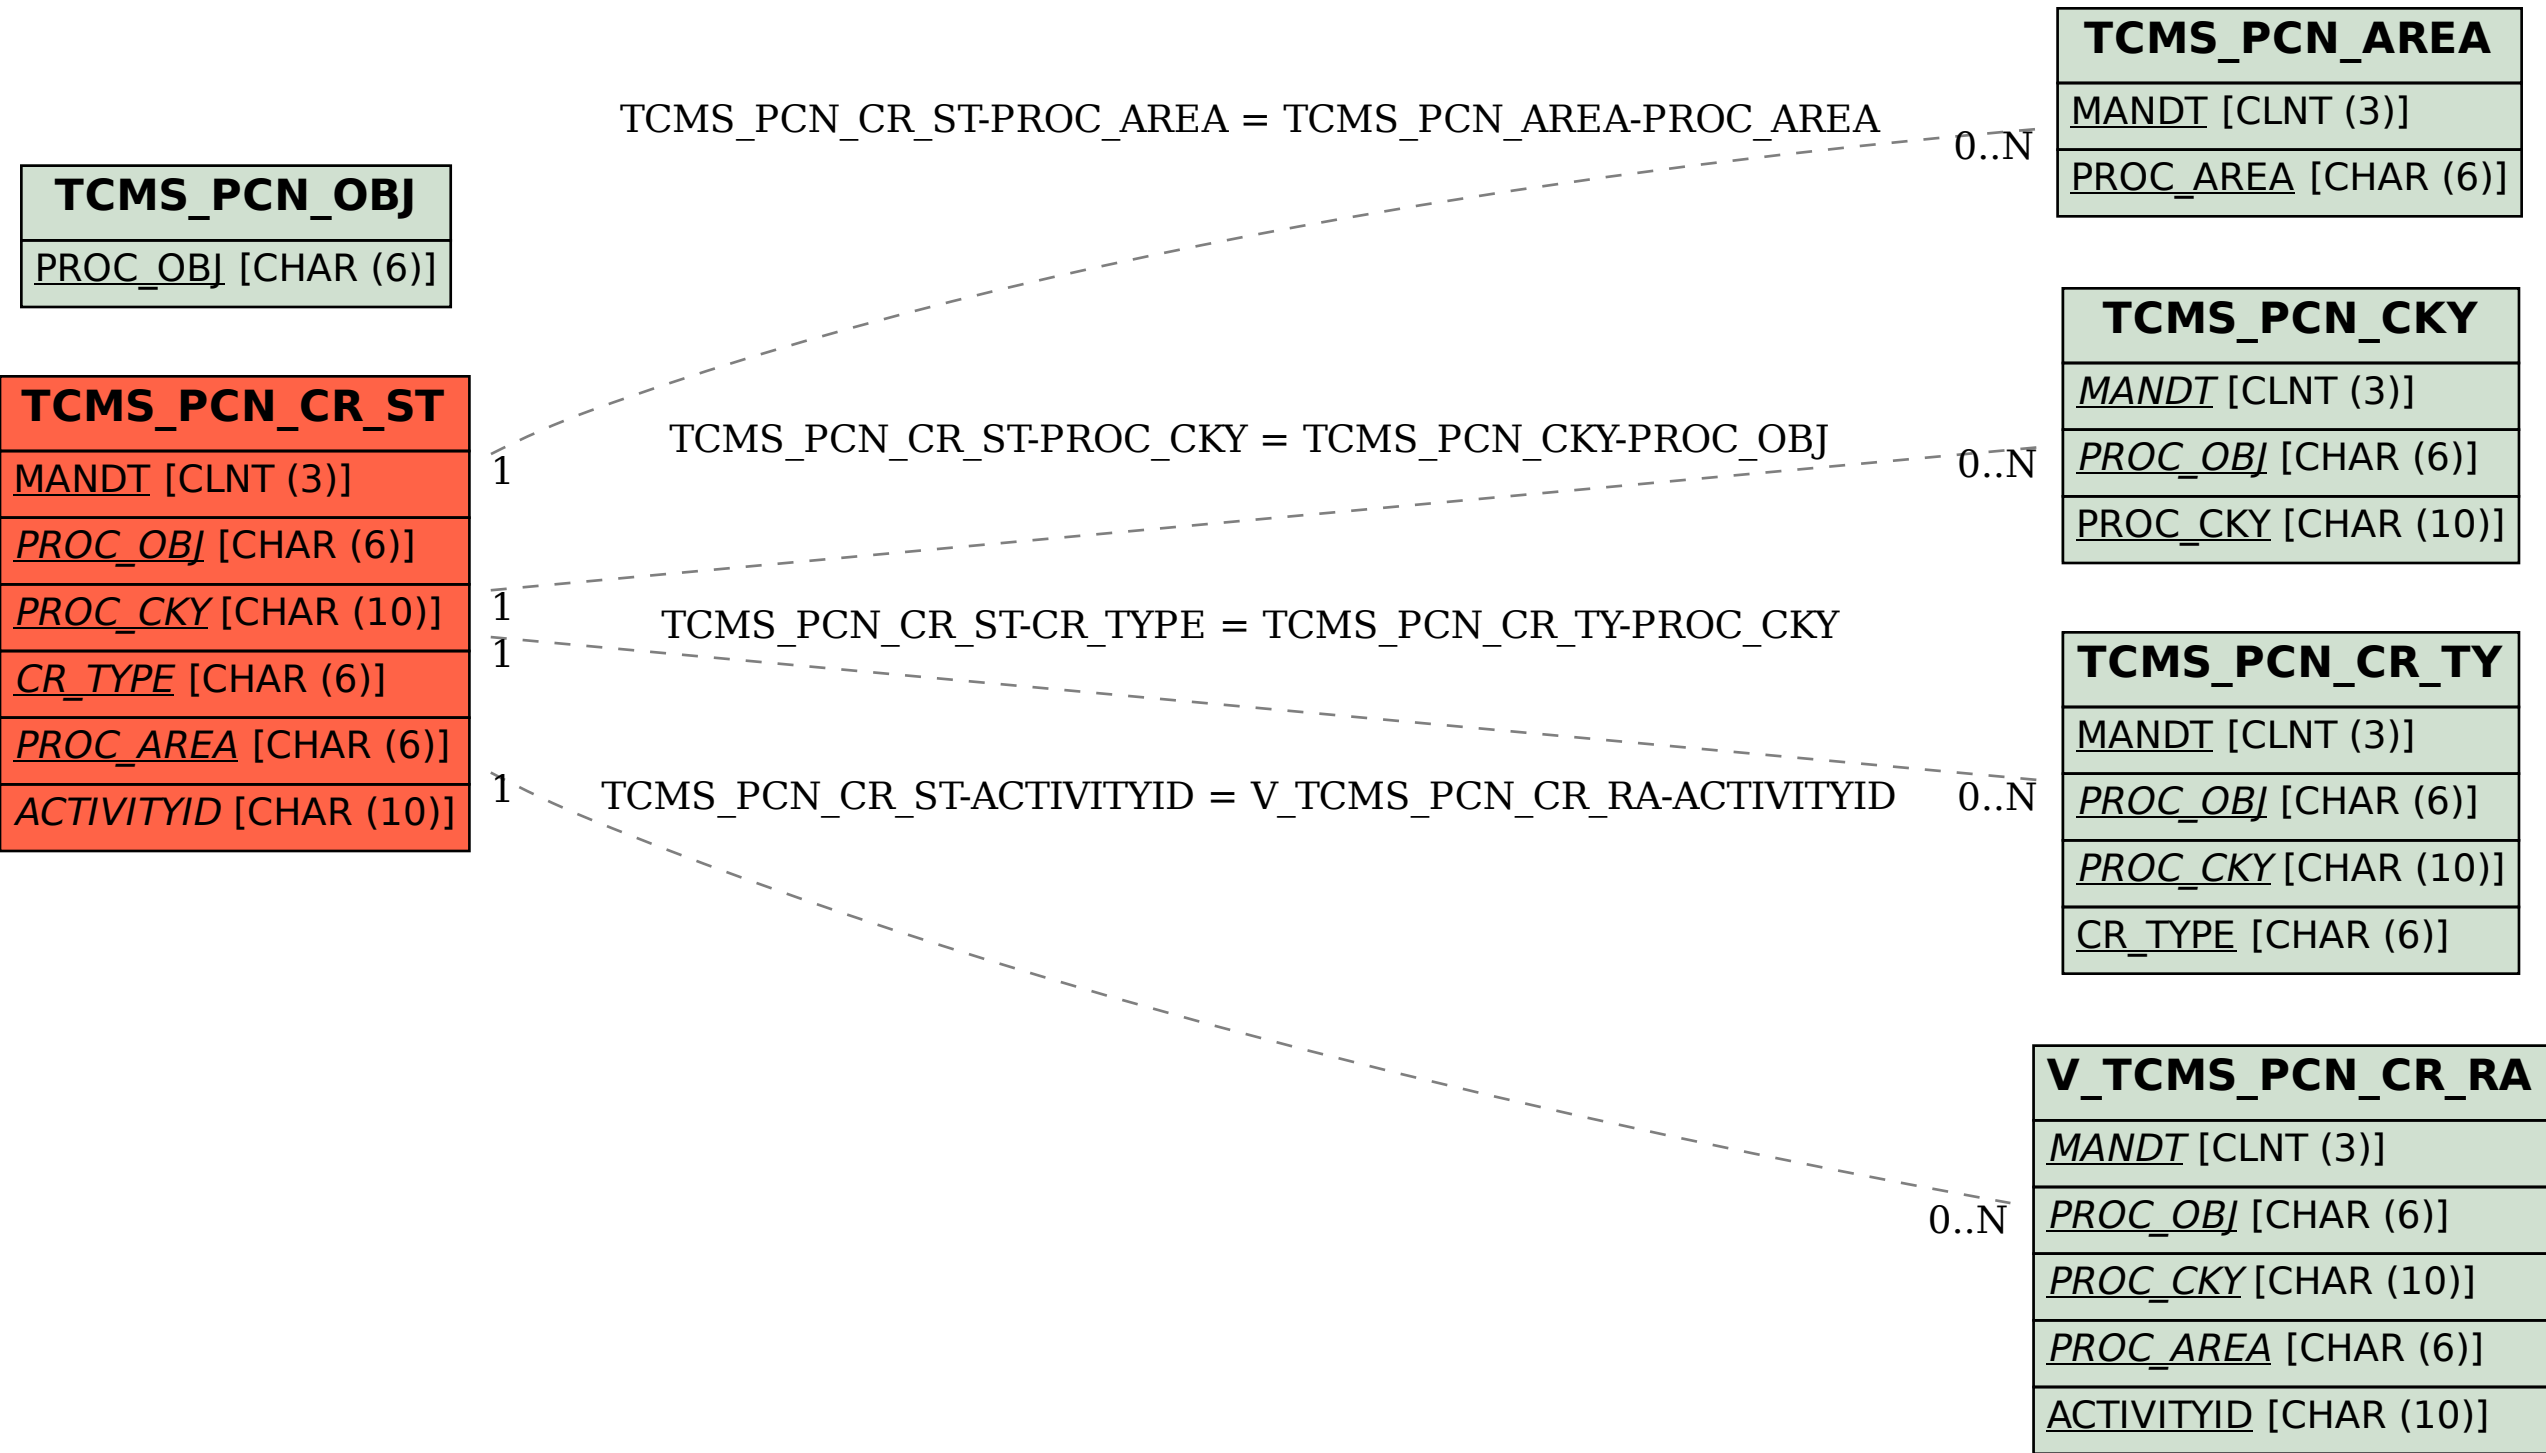 TCMS_PCN_OBJ
PROC_OBJ [CHAR (6)]
TCMS_PCN_CR_ST
MANDT [CLNT (3)]
PROC_OBJ [CHAR (6)]
PROC_CKY [CHAR (10)]
CR_TYPE [CHAR (6)]
PROC_AREA [CHAR (6)]
ACTIVITYID [CHAR (10)]
TCMS_PCN_CR_ST-PROC_AREA = TCMS_PCN_AREA-PROC_AREA
1
0..N
TCMS_PCN_CR_ST-PROC_CKY = TCMS_PCN_CKY-PROC_OBJ
1
0..N
TCMS_PCN_CR_ST-CR_TYPE = TCMS_PCN_CR_TY-PROC_CKY
1
0..N
TCMS_PCN_CR_ST-ACTIVITYID = V_TCMS_PCN_CR_RA-ACTIVITYID
1
0..N
TCMS_PCN_AREA
MANDT [CLNT (3)]
PROC_AREA [CHAR (6)]
TCMS_PCN_CKY
MANDT [CLNT (3)]
PROC_OBJ [CHAR (6)]
PROC_CKY [CHAR (10)]
TCMS_PCN_CR_TY
MANDT [CLNT (3)]
PROC_OBJ [CHAR (6)]
PROC_CKY [CHAR (10)]
CR_TYPE [CHAR (6)]
V_TCMS_PCN_CR_RA
MANDT [CLNT (3)]
PROC_OBJ [CHAR (6)]
PROC_CKY [CHAR (10)]
PROC_AREA [CHAR (6)]
ACTIVITYID [CHAR (10)]